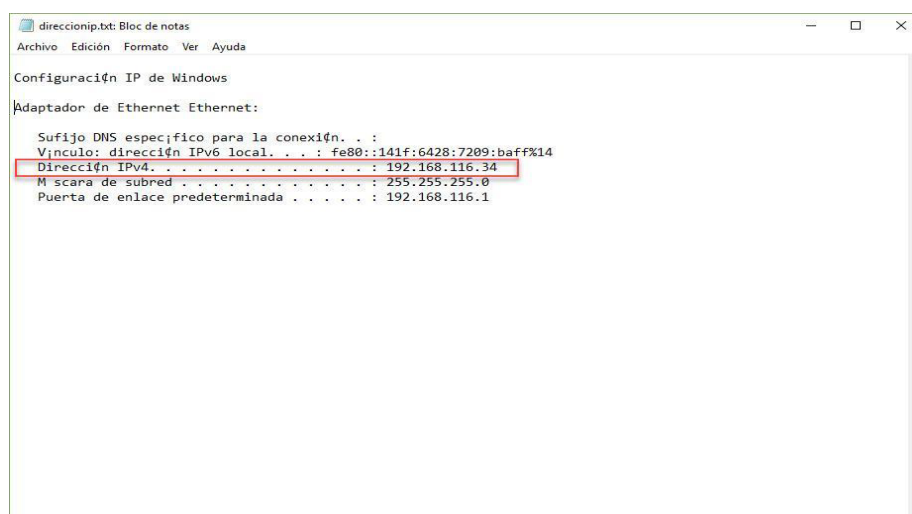 direccionip.txt: Bloc de notas
Archivo Edición Formato Ver Ayuda
Configuraci¢n IP de Windows
Adaptador de Ethernet Ethernet:
Sufijo DNS espec¡fico para la conexi¢n. . :
V¡nculo: direcci¢n IPv6 local. . . : fe80::141f:6428:7209:baff%14
Direcci¢n IPv4. . . . . . . . . . . . . . : 192.168.116.34
M scara de subred . . . . . . . . . . . . : 255.255.255.0
Puerta de enlace predeterminada . . . . . : 192.168.116.1